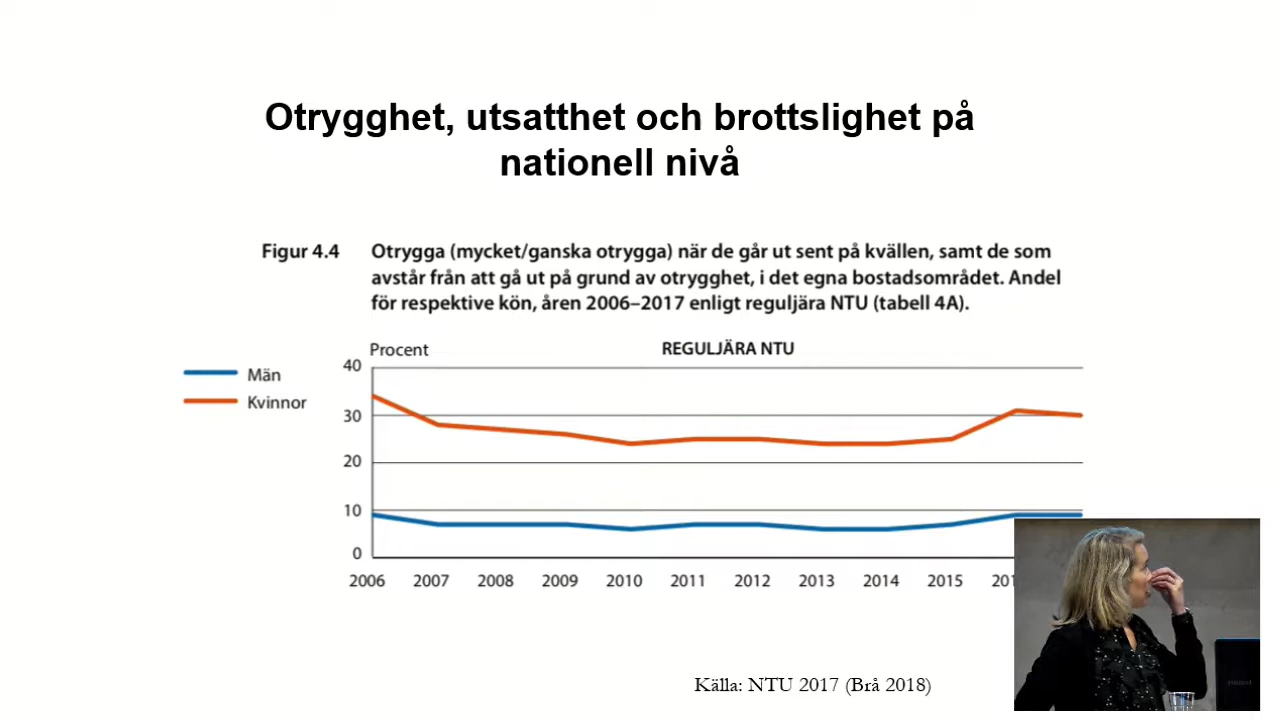 Otrygghet, utsatthet och brottslighet på
nationell nivå
Figur 4.4 Otrygga (mycket/ganska otrygga) när de går ut sent på kvällen, samt de som
avstår från att gå ut på grund av otrygghet, i det egna bostadsområdet. Andel
för respektive kön, åren 2006–2017 enligt reguljära NTU (tabell 4A).
Procent
REGULJÄRA NTU
Män
Kvinnor
40
30
20
10
0
2006 2007 2008 2009 2010 2011 2012 2013 2014 2015
Källa: NTU 2017 (Brå 2018)